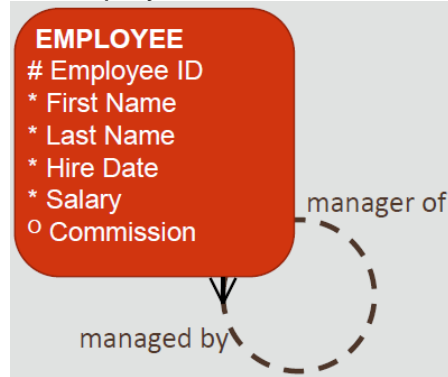 EMPLOYEE
# Employee ID
* First Name
* Last Name
* Hire Date
* Salary
o Commission
manager of
managed by